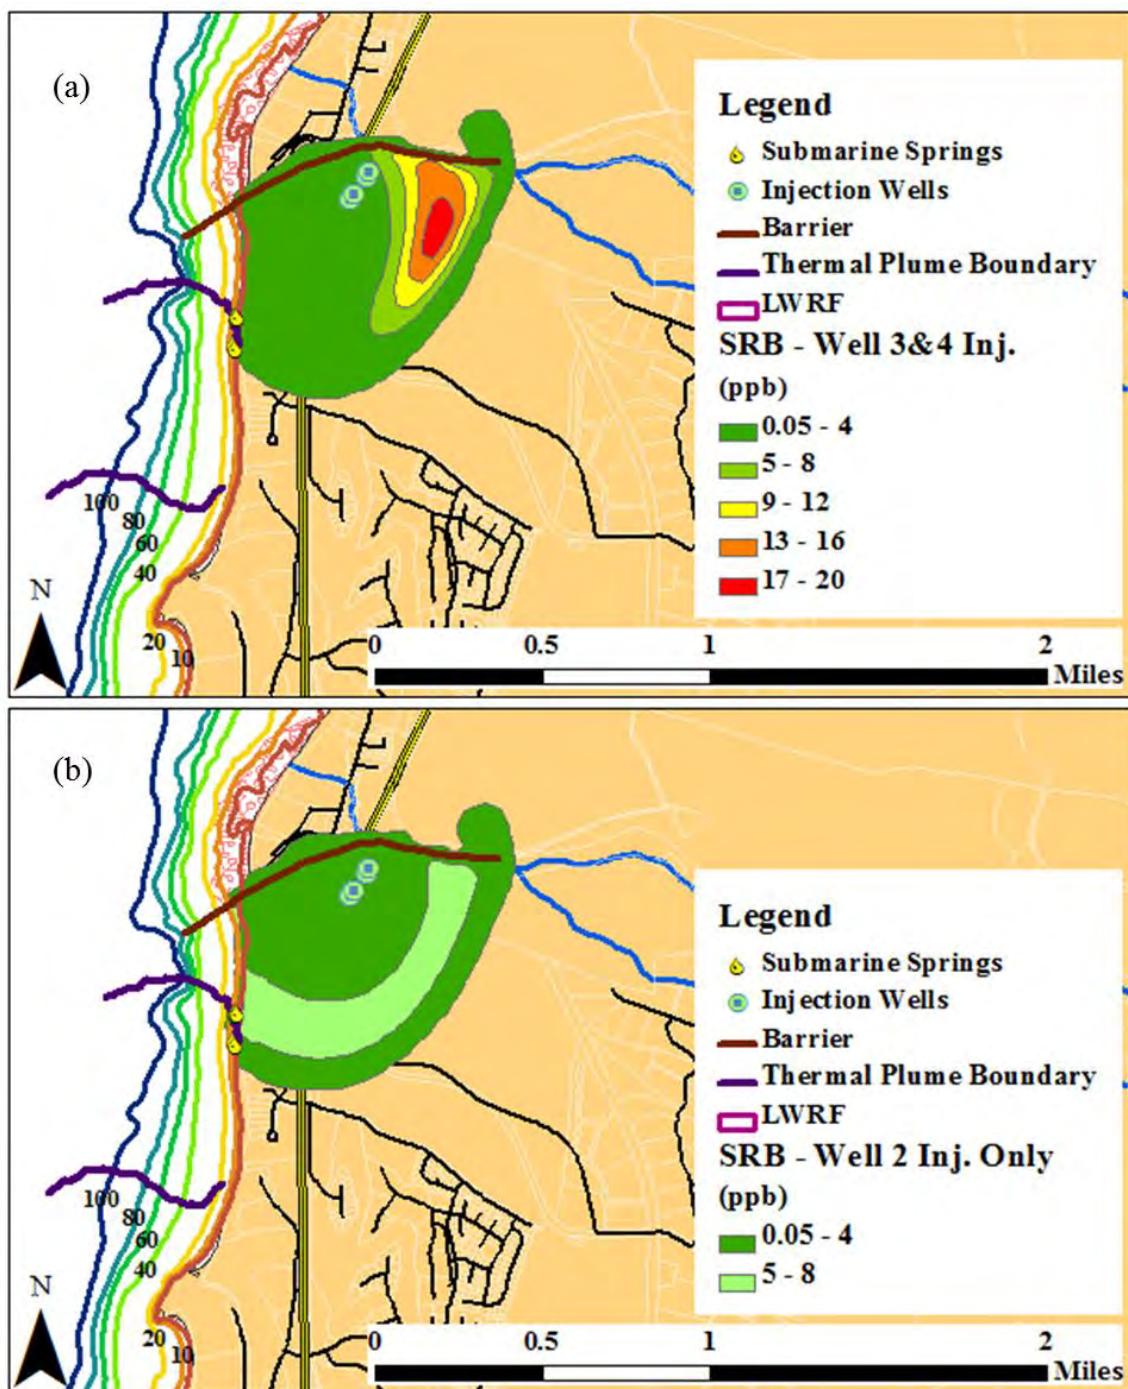 (a)
Legend
Submarine Springs
Injection Wells
Barrier
Thermal Plume Boundary
LWRF
SRB - Well 3&4 Inj.
(ppb)
0.05 - 4
5 - 8
9 - 12
13 - 16
17 - 20
100
80
60
40
20
10
N
0 0.5 1 2
Miles
(b)
Legend
Submarine Springs
Injection Wells
Barrier
Thermal Plume Boundary
LWRF
SRB - Well 2 Inj. Only
(ppb)
0.05 - 4
5 - 8
100
80
60
40
20
10
N
0 0.5 1 2
Miles